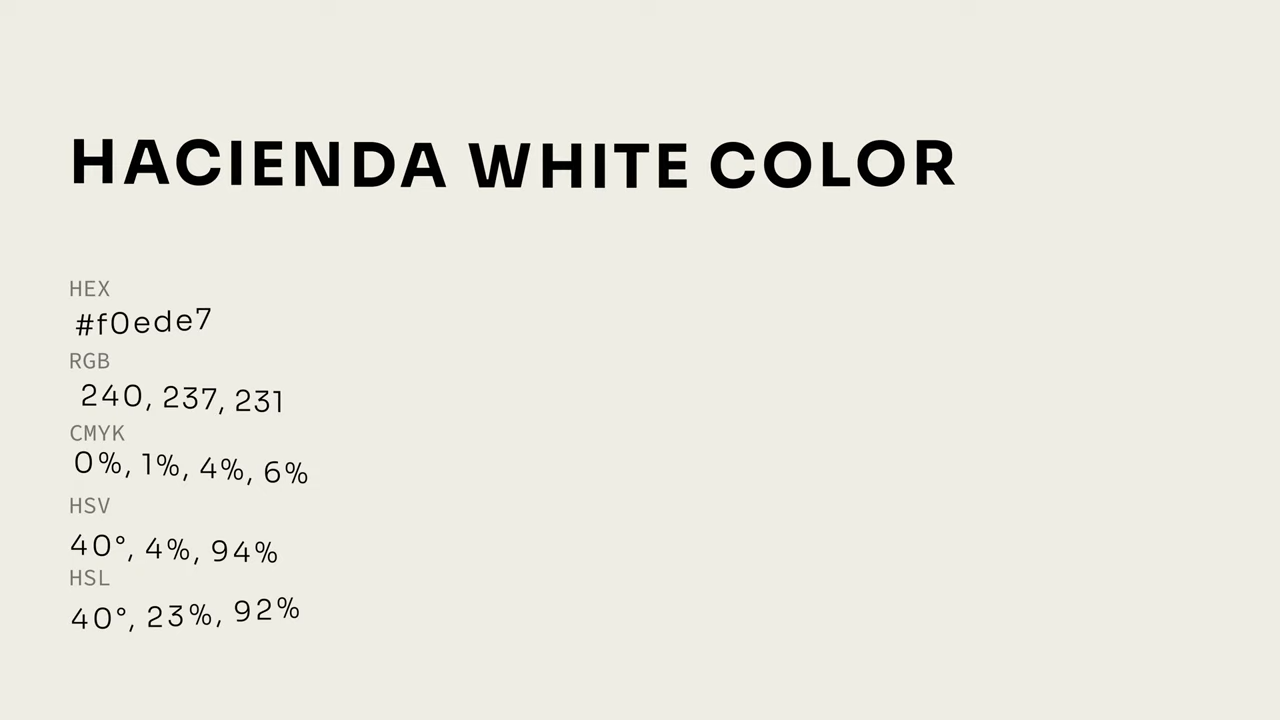 HACIENDA WHITE COLOR
HEX
#f0ede7
RGB
240, 237, 231
CMYK
0%, 1%, 4%, 6%
HSV
40°, 4%, 94%
HSL
40°, 23%, 92%